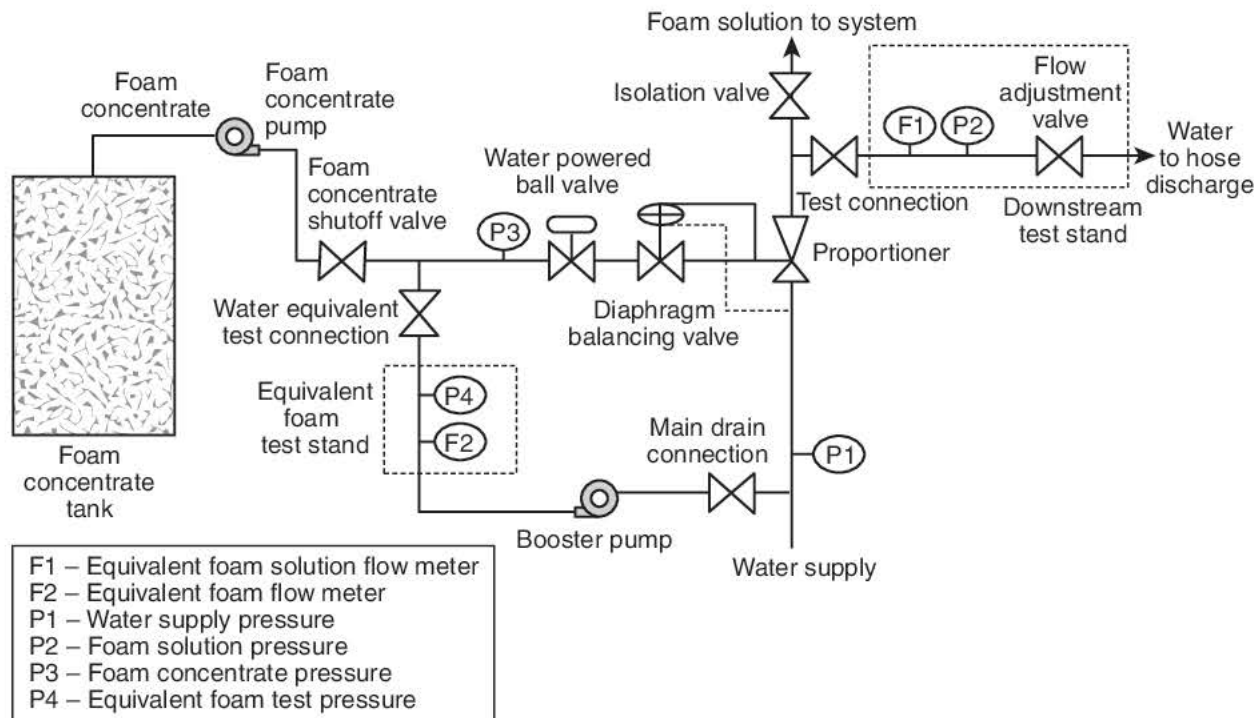 Foam solution to system
Foam
concentrate
Foam
concentrate
pump
Isolation valve
Flow
adjustment
valve
F1
P2
Water
to hose
discharge
Foam
concentrate
shutoff valve
Water powered
ball valve
Test connection
Downstream
test stand
P3
Proportioner
Water equivalent
test connection
Diaphragm
balancing valve
Equivalent
foam
test stand
P4
F2
Main drain
connection
P1
Foam
concentrate
tank
Booster pump
Water supply
F1 – Equivalent foam solution flow meter
F2 – Equivalent foam flow meter
P1 – Water supply pressure
P2 – Foam solution pressure
P3 – Foam concentrate pressure
P4 – Equivalent foam test pressure